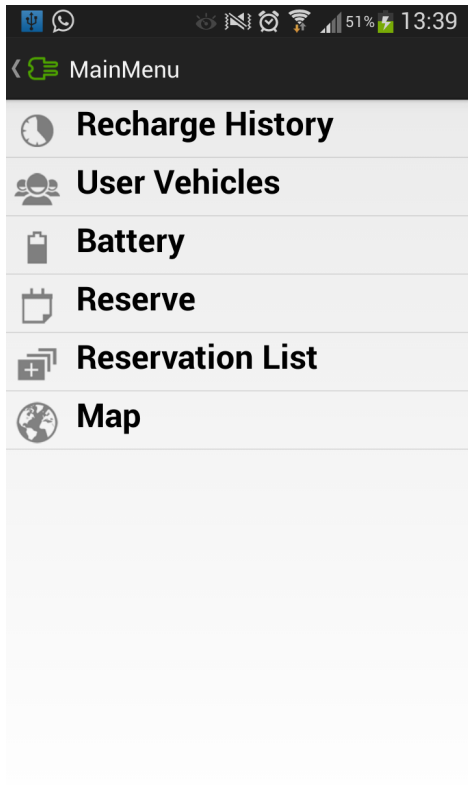 51% 13:39
MainMenu
Recharge History
User Vehicles
Battery
Reserve
Reservation List
Map